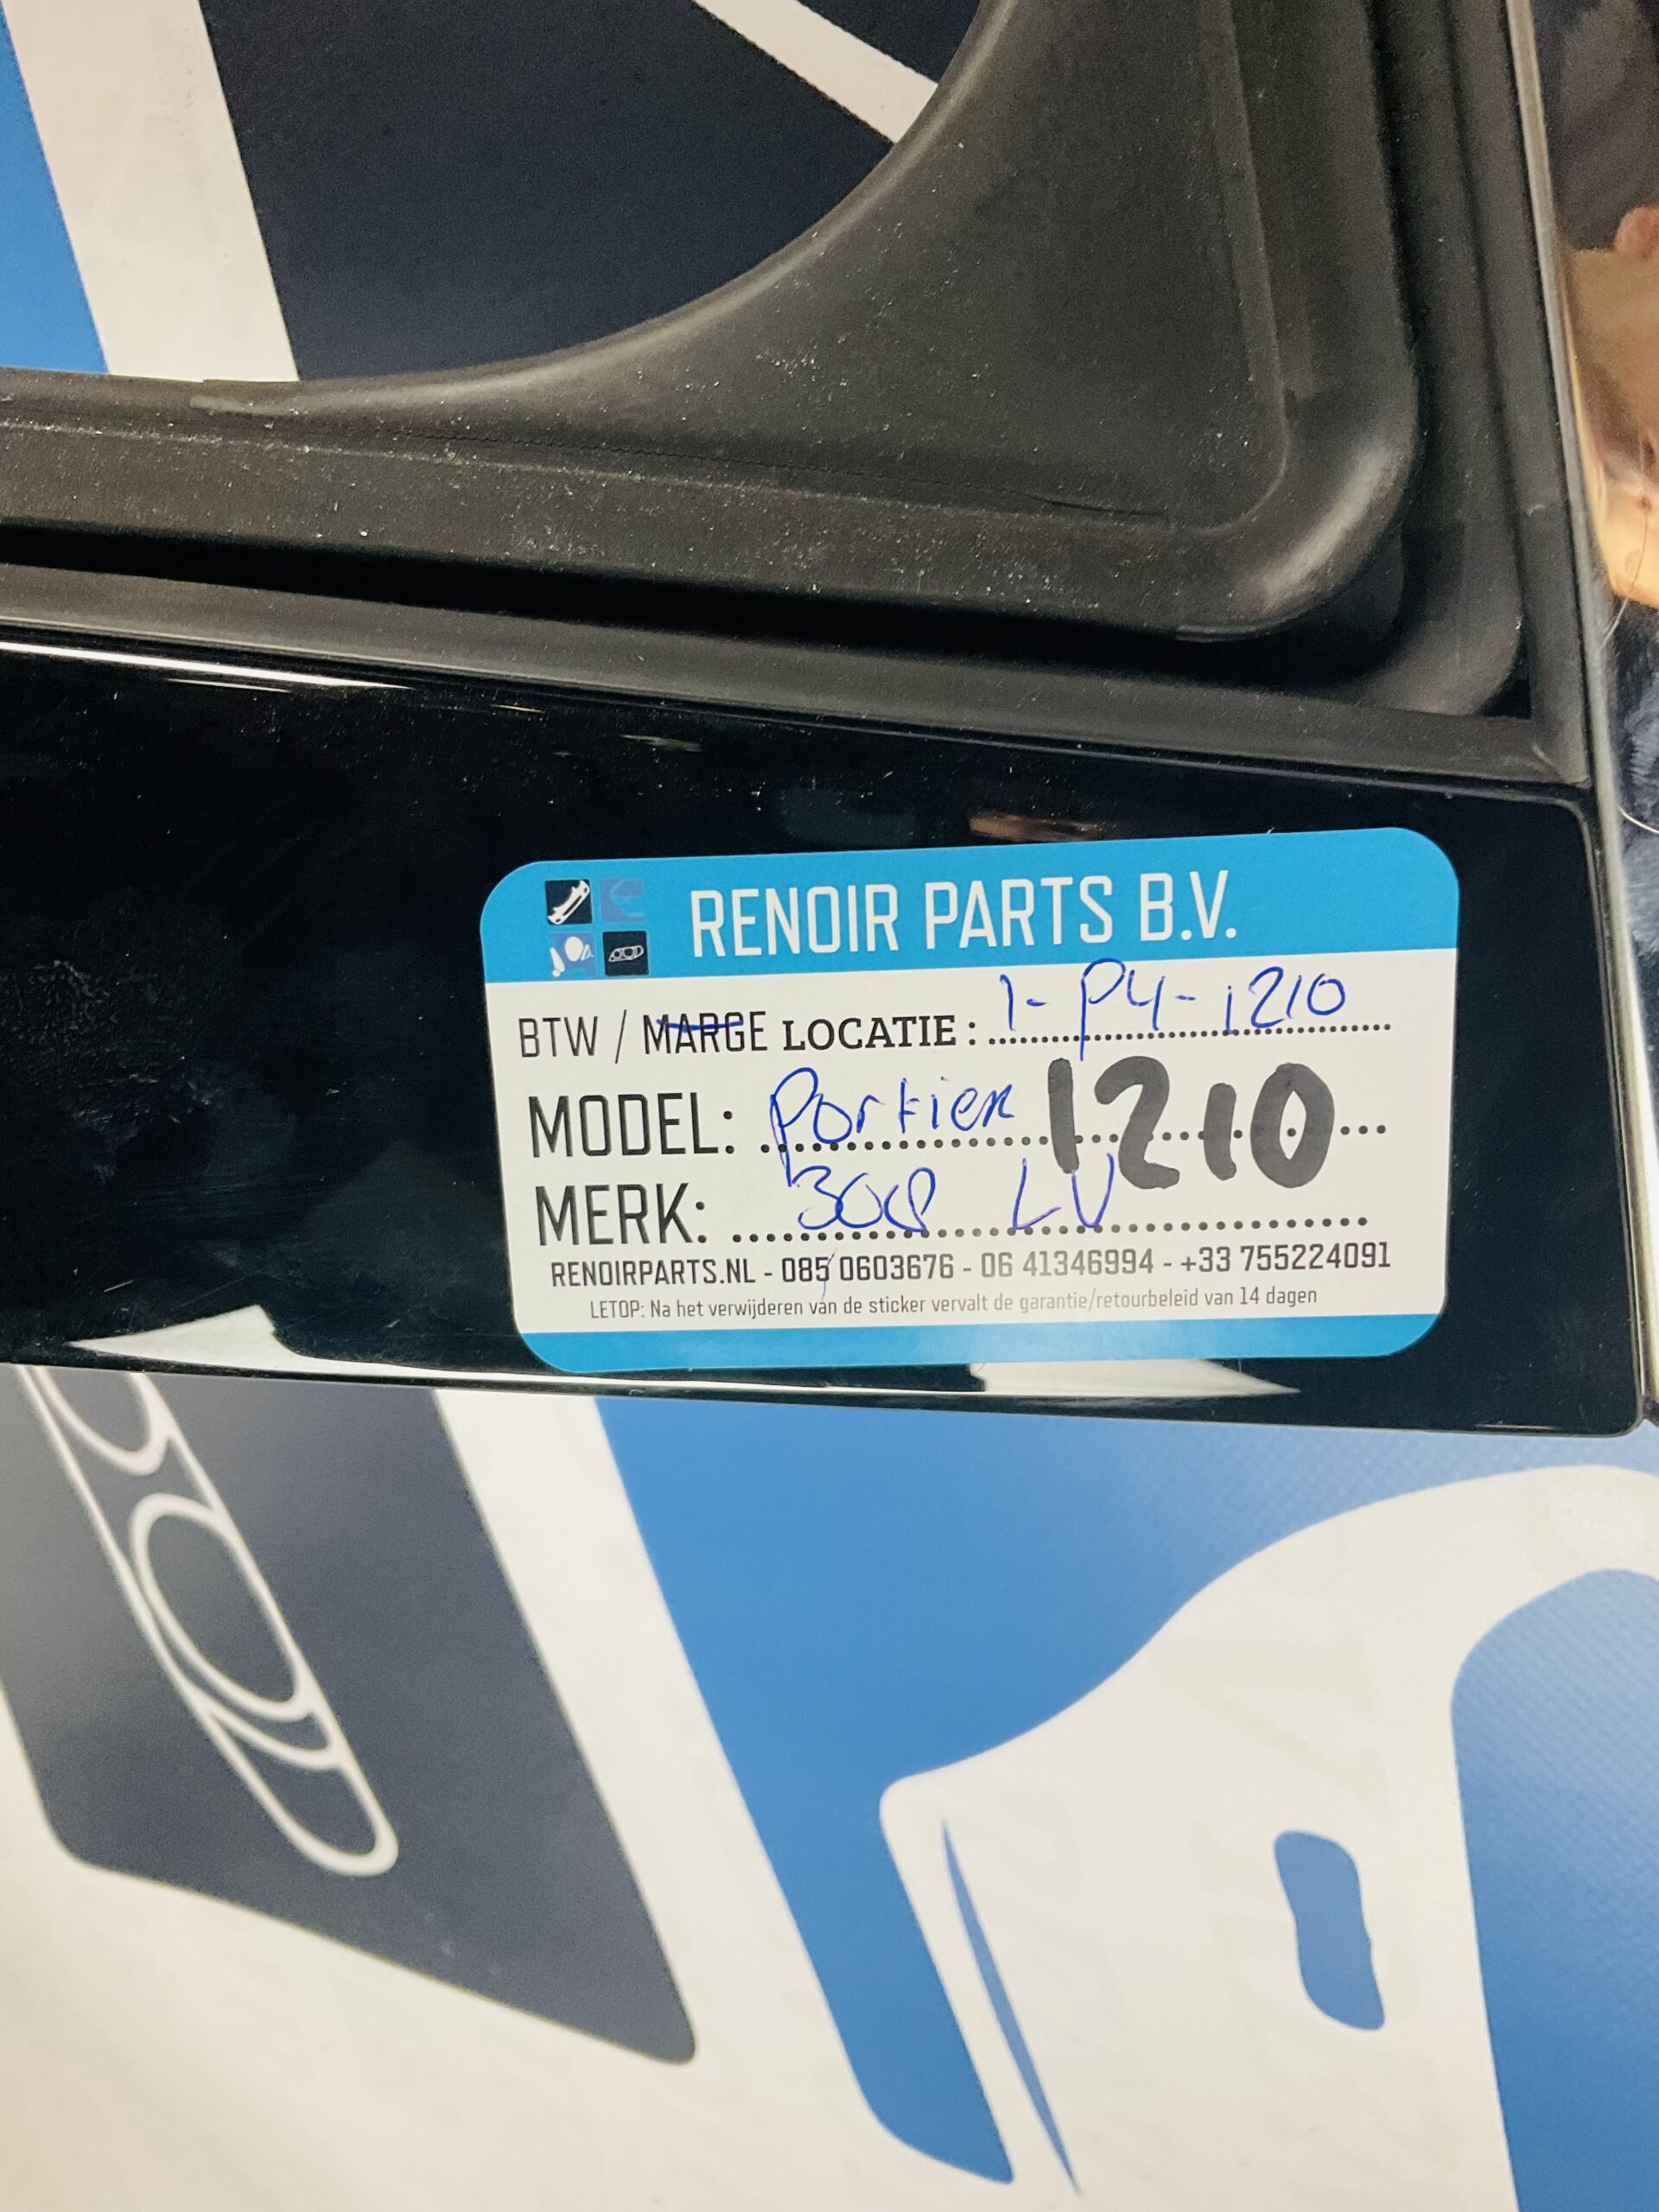 RENOIR PARTS B.V.
BTW / MARGE LOCATIE: 1-P4-1210
MODEL: Portier 1210
MERK: 308 LV
RENOIRPARTS.NL - 085 0603676 - 06 41346994 - +33 755224091
LETOP: Na het verwijderen van de sticker vervalt de garantie/retourbeleid van 14 dagen